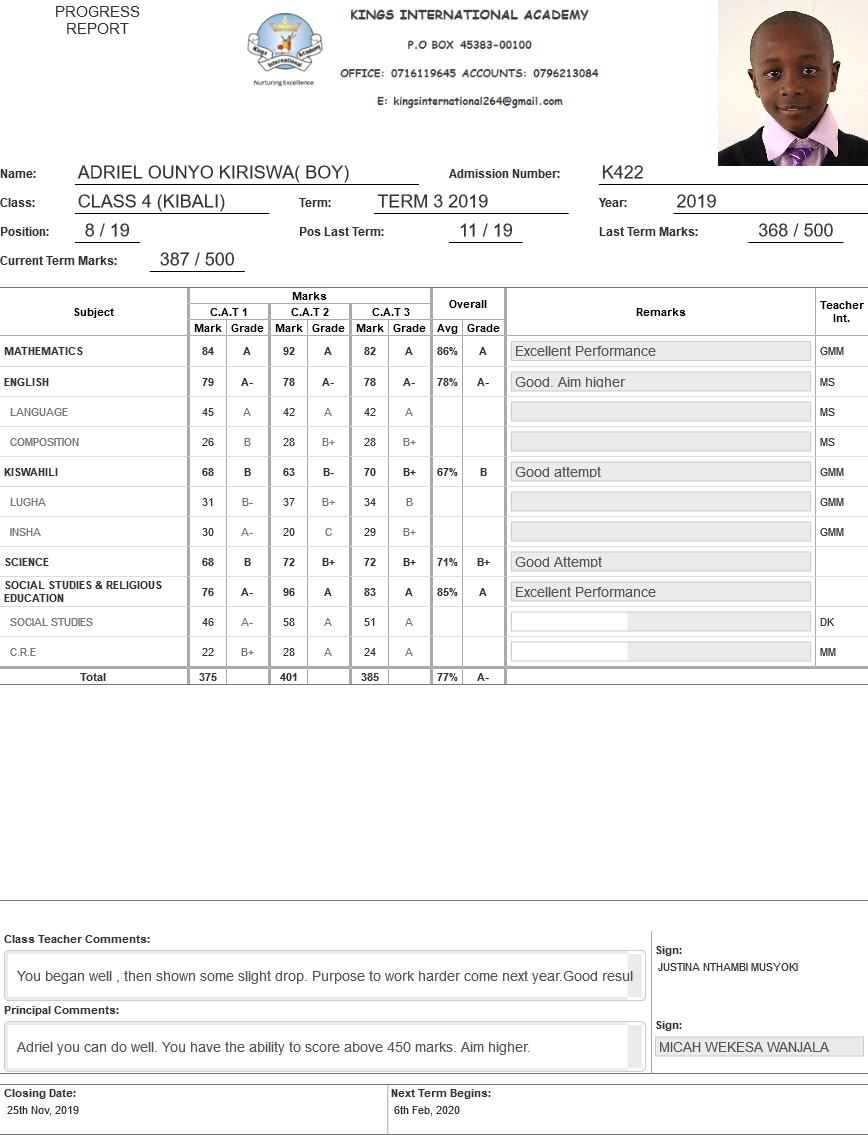 PROGRESS
REPORT
KINGS INTERNATIONAL ACADEMY
P.O BOX 45383-00100
OFFICE: 0716119645 ACCOUNTS: 0796213084
E: kingsinternational264@gmail.com
Kings International Academy
Nurturing Excellence
Name: ADRIEL OUNYO KIRISWA( BOY) Admission Number: K422
Class: CLASS 4 (KIBALI) Term: TERM 3 2019 Year: 2019
Position: 8 / 19 Pos Last Term: 11 / 19 Last Term Marks: 368 / 500
Current Term Marks: 387 / 500
Subject Marks Overall Remarks Teacher Int.
C.A.T 1 C.A.T 2 C.A.T 3
Mark Grade Mark Grade Mark Grade Avg Grade
MATHEMATICS 84 A 92 A 82 A 86% A Excellent Performance GMM
ENGLISH 79 A- 78 A- 78 A- 78% A- Good. Aim higher MS
LANGUAGE 45 A 42 A 42 A MS
COMPOSITION 26 B 28 B+ 28 B+ MS
KISWAHILI 68 B 63 B- 70 B+ 67% B Good attempt GMM
LUGHA 31 B- 37 B+ 34 B GMM
INSHA 30 A- 20 C 29 B+ GMM
SCIENCE 68 B 72 B+ 72 B+ 71% B+ Good Attempt
SOCIAL STUDIES & RELIGIOUS
EDUCATION 76 A- 96 A 83 A 85% A Excellent Performance
SOCIAL STUDIES 46 A- 58 A 51 A DK
C.R.E 22 B+ 28 A 24 A MM
Total 375 401 385 77% A-
Class Teacher Comments:
You began well , then shown some slight drop. Purpose to work harder come next year.Good resul
Sign:
JUSTINA NTHAMBI MUSYOKI
Principal Comments:
Adriel you can do well. You have the ability to score above 450 marks. Aim higher.
Sign:
MICAH WEKESA WANJALA
Closing Date: Next Term Begins:
25th Nov, 2019 6th Feb, 2020